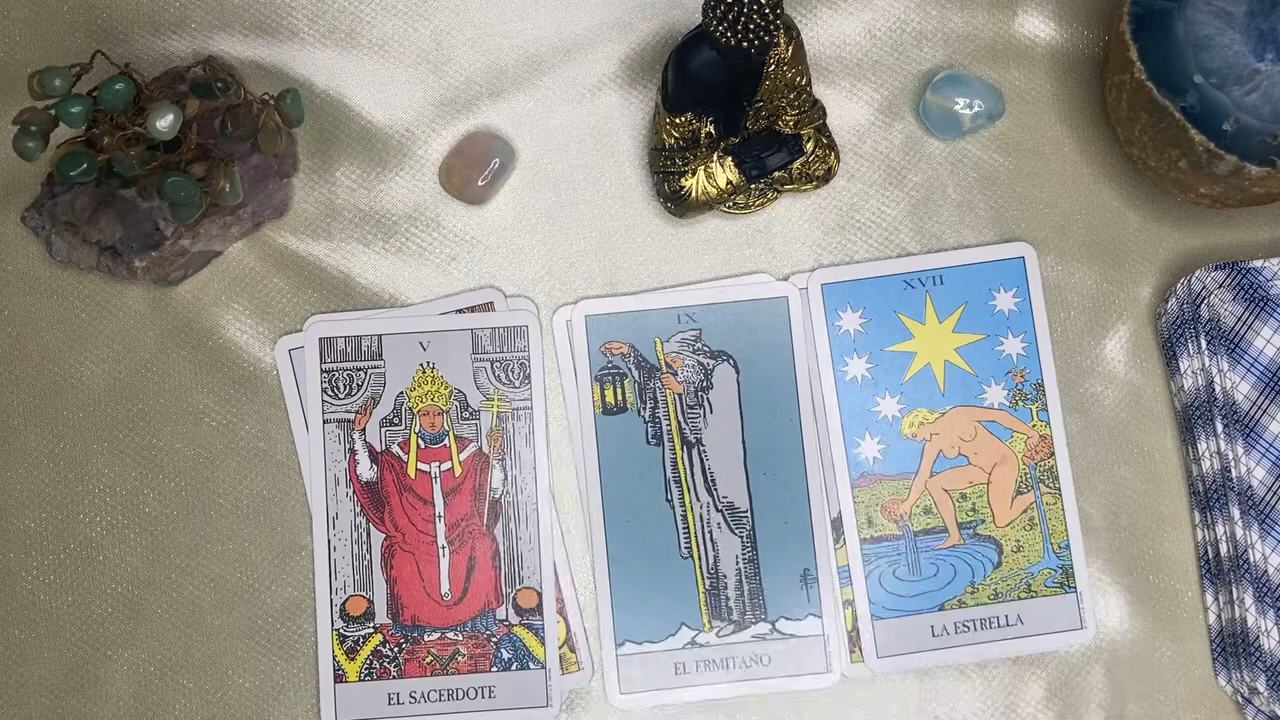 V
EL SACERDOTE
IX
EL ERMITAÑO
XVII
LA ESTRELLA